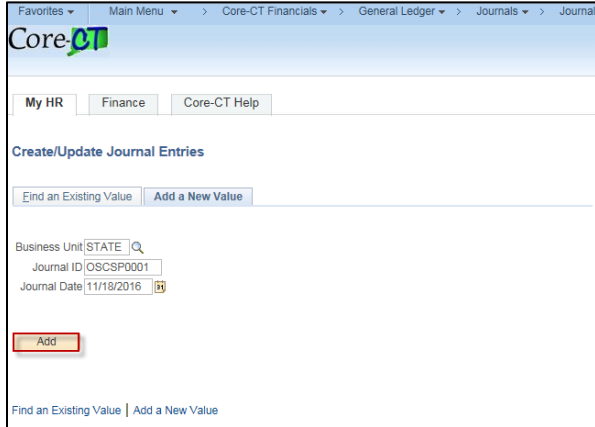 Favorites Main Menu > Core-CT Financials > General Ledger > Journals > Journal
Core-CT
My HR Finance Core-CT Help
Create/Update Journal Entries
Find an Existing Value Add a New Value
Business Unit STATE
Journal ID OSCSP0001
Journal Date 11/18/2016 31
Add
Find an Existing Value | Add a New Value